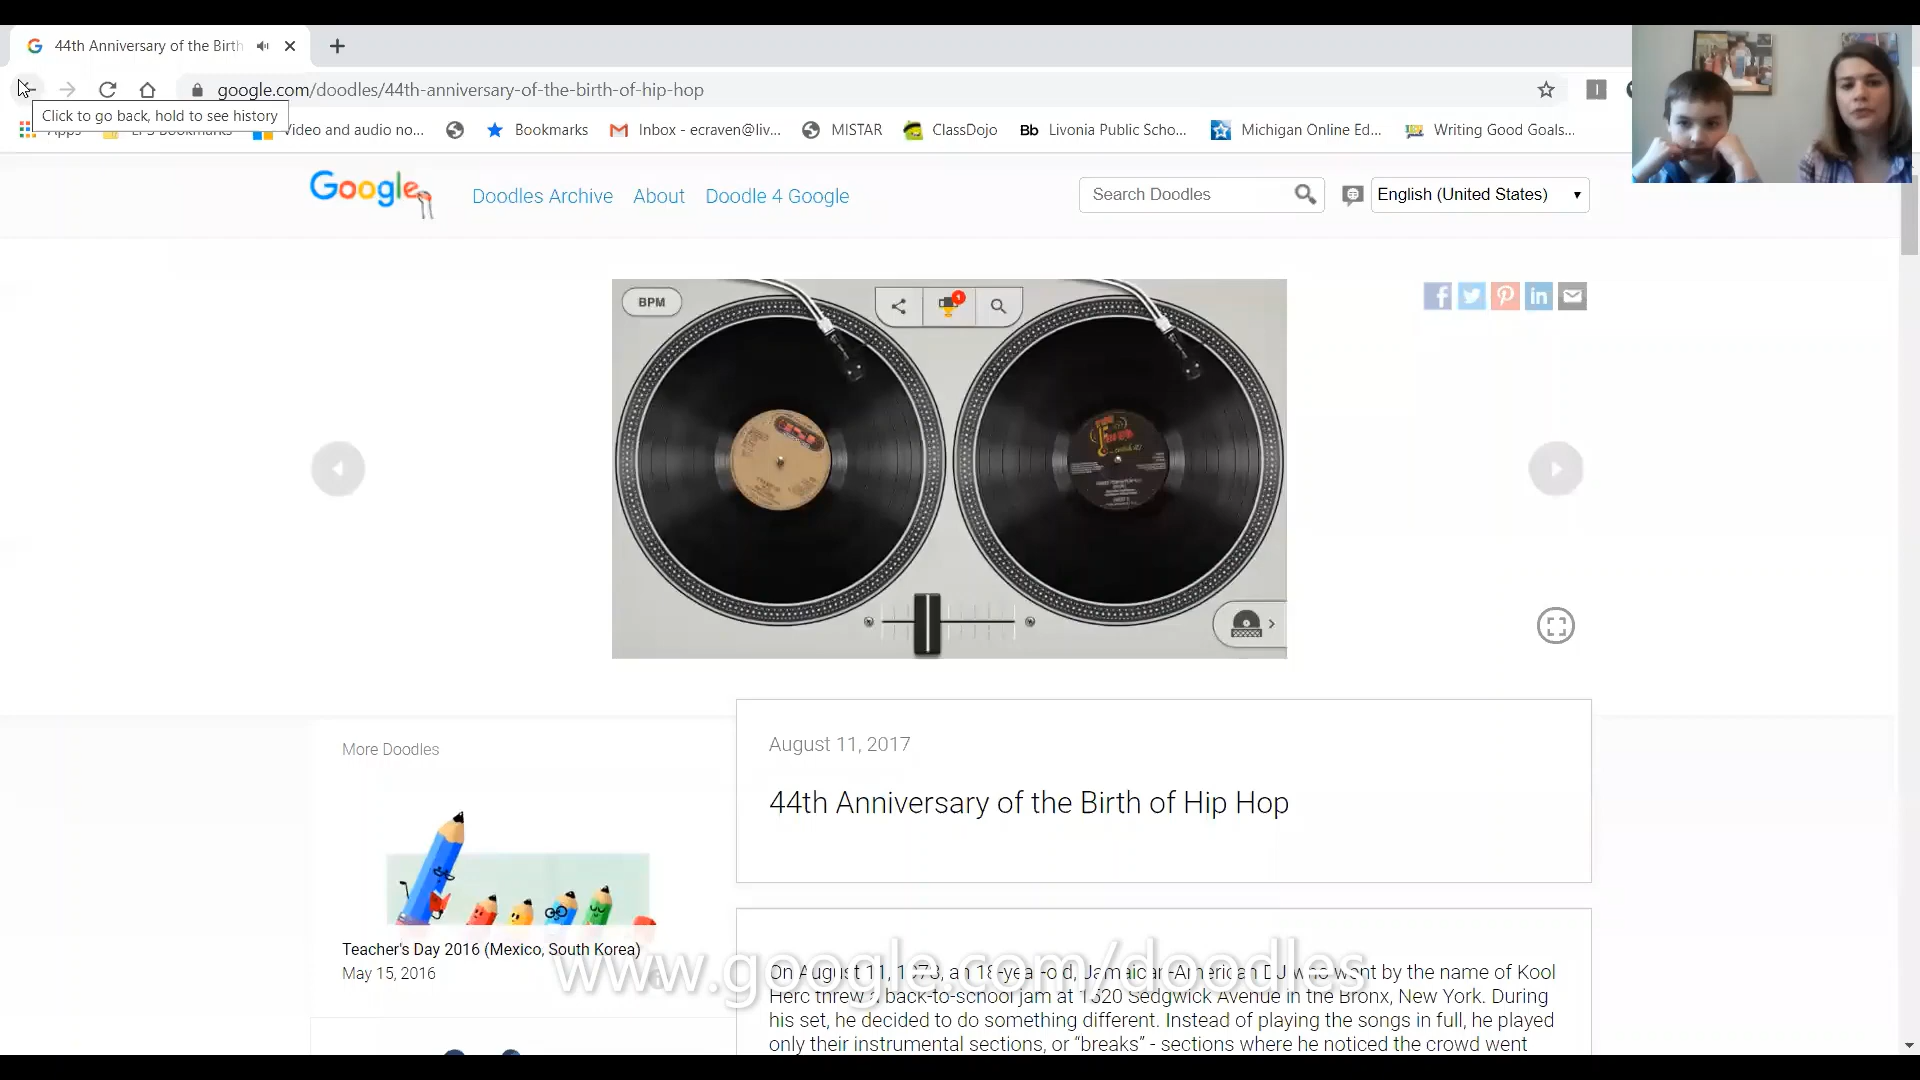 44th Anniversary of the Birth
google.com/doodles/44th-anniversary-of-the-birth-of-hip-hop
Click to go back, hold to see history
Apps
LPS Bookmarks
Video and audio no...
Bookmarks
Inbox - ecraven@liv...
MISTAR
ClassDojo
Bb Livonia Public Scho...
Michigan Online Ed...
Writing Good Goals...
Google
Doodles Archive
About
Doodle 4 Google
Search Doodles
English (United States)
BPM
1
More Doodles
Teacher's Day 2016 (Mexico, South Korea)
May 15, 2016
August 11, 2017
44th Anniversary of the Birth of Hip Hop
On August 11, 1973, an 18-year-old, Jamaican-American DJ who went by the name of Kool
Herc threw a back-to-school jam at 1520 Sedgwick Avenue in the Bronx, New York. During
his set, he decided to do something different. Instead of playing the songs in full, he played
only their instrumental sections, or “breaks” - sections where he noticed the crowd went
www.google.com/doodles